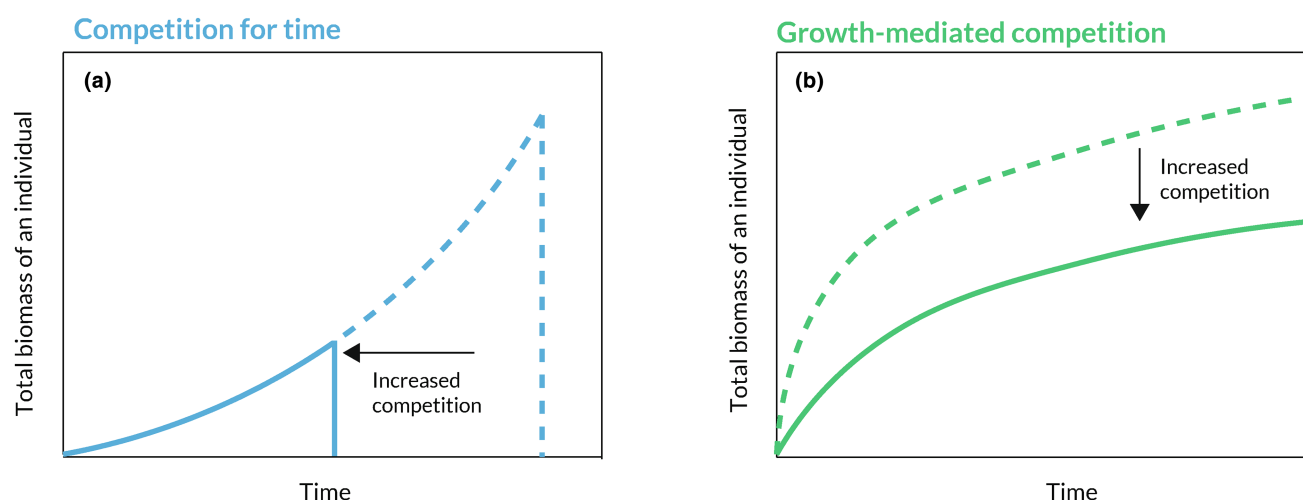 Competition for time
(a)
Total biomass of an individual
Increased
competition
Time
Growth-mediated competition
(b)
Total biomass of an individual
Increased
competition
Time